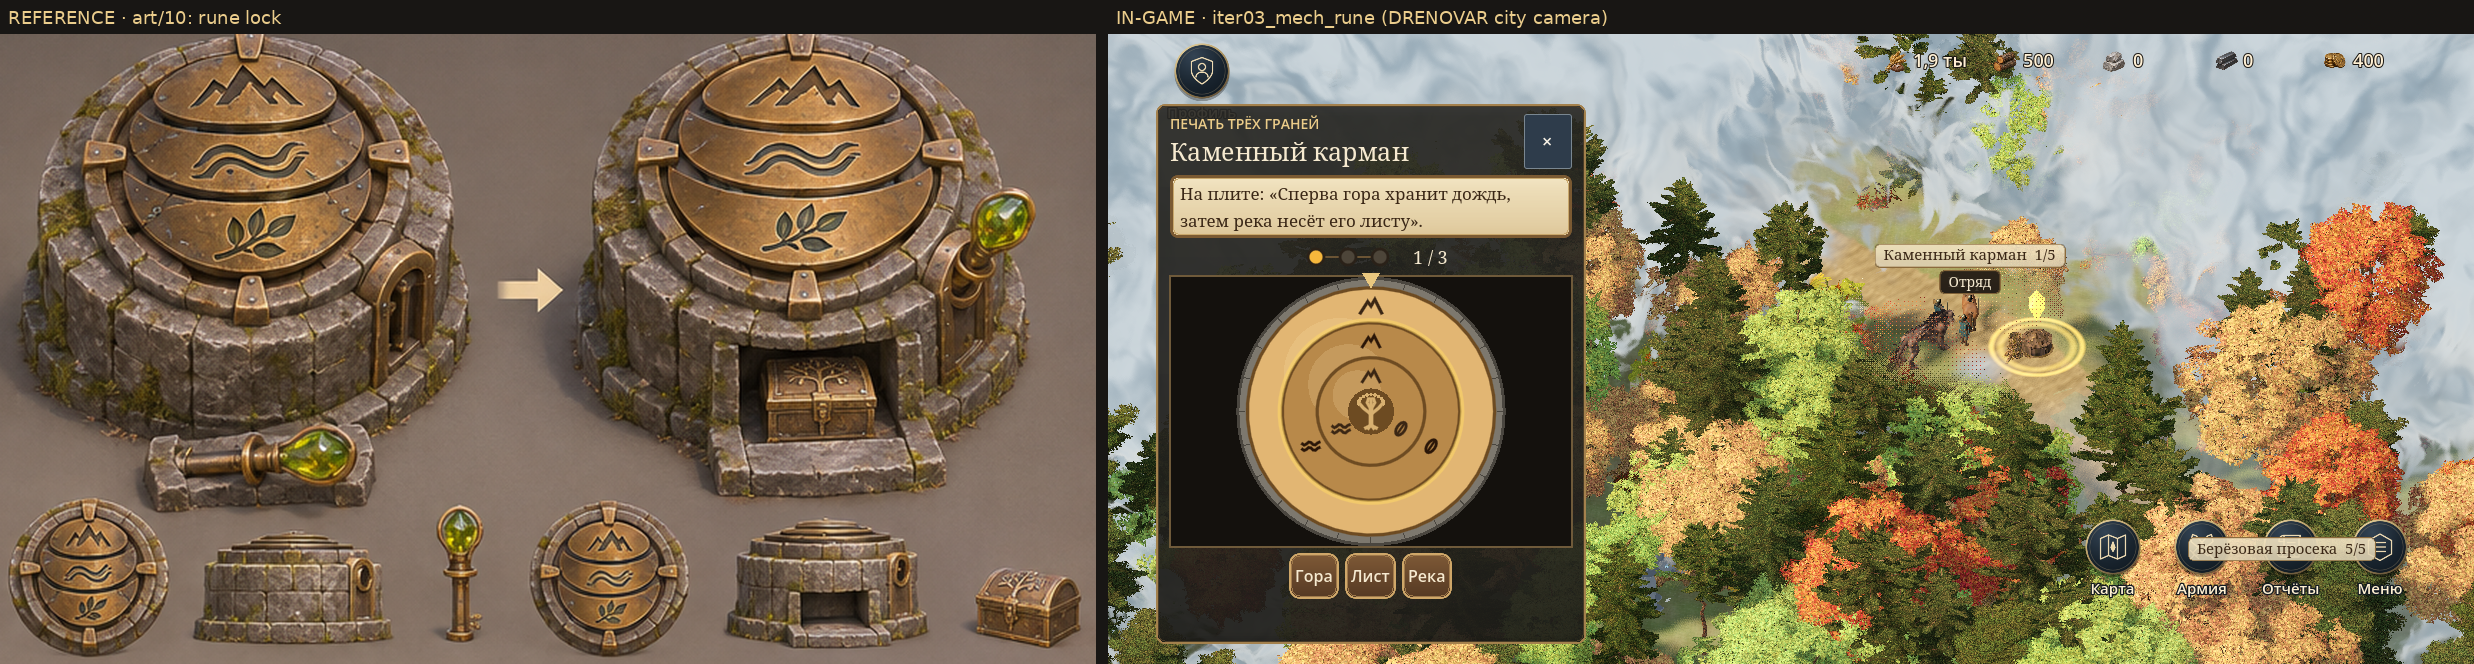 REFERENCE · art/10: rune lock
IN-GAME · iter03_mech_rune (DRENOVAR city camera)
1,9 ты
500
0
0
400
ПЕЧАТЬ ТРЁХ ГРАНЕЙ
Каменный карман
×
На плите: «Сперва гора хранит дождь,
затем река несёт его листу».
1 / 3
Каменный карман 1/5
Отряд
Гора
Лист
Река
Берёзовая просека 5/5
Карта
Армия
Отчёты
Меню